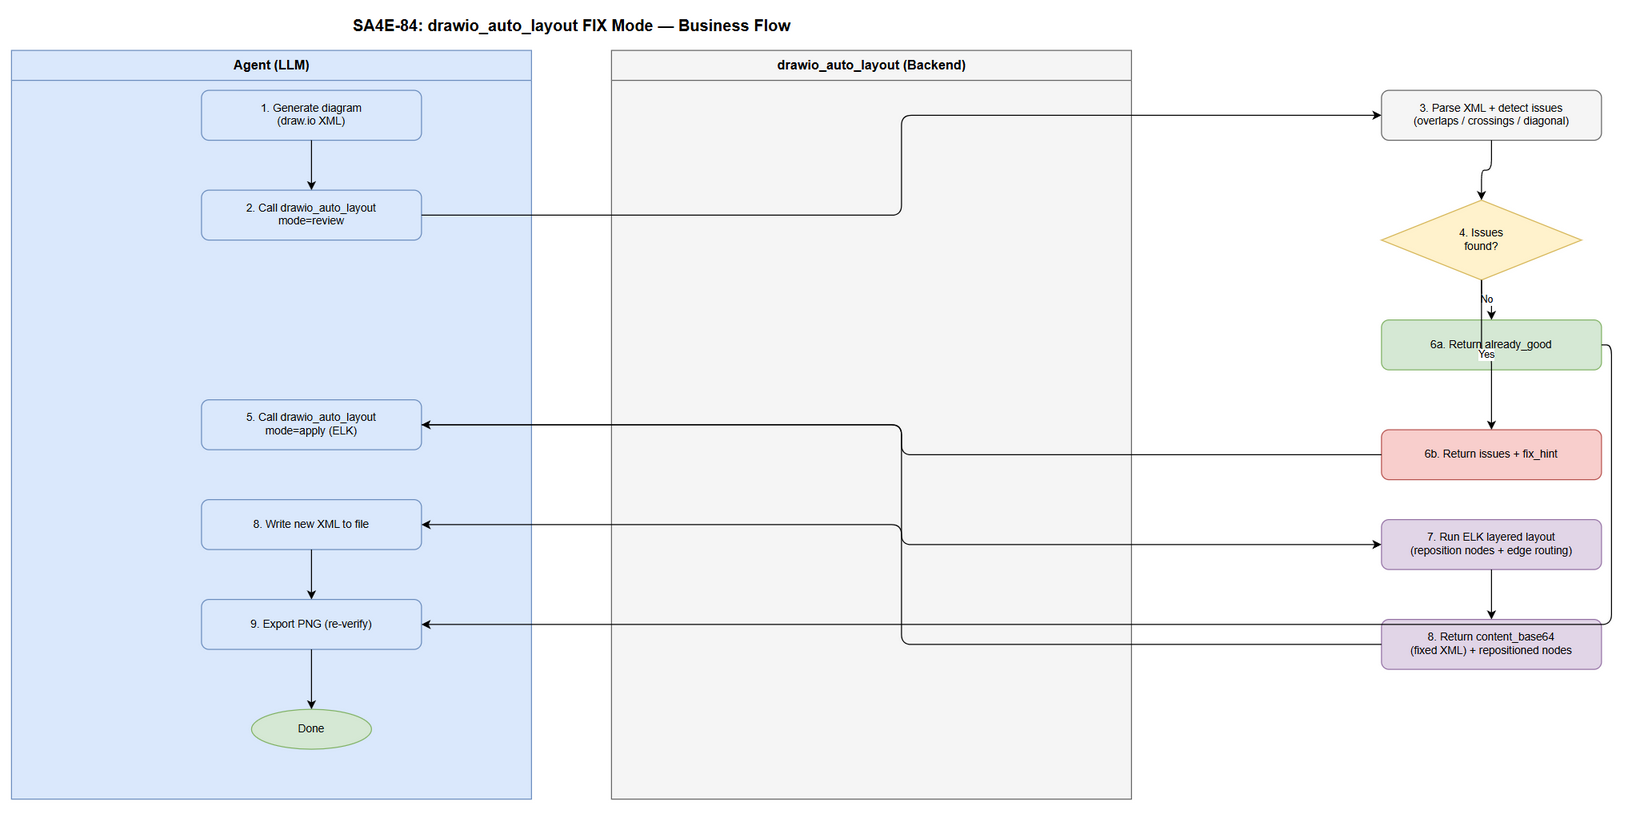 SA4E-84: drawio_auto_layout FIX Mode — Business Flow
Agent (LLM)
1. Generate diagram
(draw.io XML)
2. Call drawio_auto_layout
mode=review
5. Call drawio_auto_layout
mode=apply (ELK)
8. Write new XML to file
9. Export PNG (re-verify)
Done
drawio_auto_layout (Backend)
3. Parse XML + detect issues
(overlaps / crossings / diagonal)
4. Issues
found?
No
6a. Return already_good
Yes
6b. Return issues + fix_hint
7. Run ELK layered layout
(reposition nodes + edge routing)
8. Return content_base64
(fixed XML) + repositioned nodes